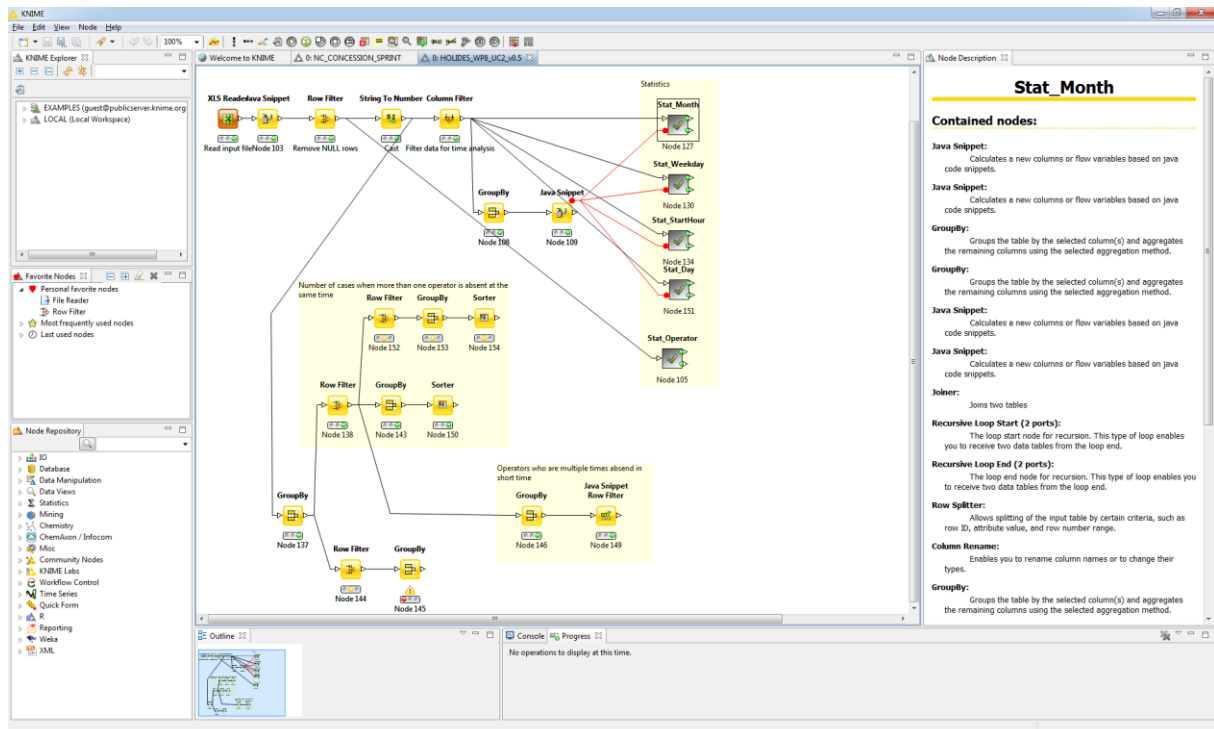 KNIME
File Edit View Node Help
100%
KNIME Explorer
EXAMPLES (guest@publicserver.knime.org
LOCAL (Local Workspace)
Favorite Nodes
Personal favorite nodes
File Reader
Row Filter
Most frequently used nodes
Last used nodes
Node Repository
IO
Database
Data Manipulation
Data Views
Statistics
Mining
Chemistry
ChemAxon / Infocom
Misc
Community Nodes
KNIME Labs
Workflow Control
Time Series
Quick Form
R
Reporting
Weka
XML
Welcome to KNIME
0: NC_CONCESSION_SPRINT
0: HOLIDES_WP8_UC2_v0.5
XLS Reader
Read input file
Java Snippet
Node 103
Row Filter
Remove NULL rows
String To Number
Cast
Column Filter
Filter data for time analysis
GroupBy
Node 108
Java Snippet
Node 109
Statistics
Stat_Month
Node 127
Stat_Weekday
Node 130
Stat_StartHour
Node 134
Stat_Day
Node 151
Stat_Operator
Node 105
Number of cases when more than one operator is absent at the
same time
Row Filter
Node 152
GroupBy
Node 153
Sorter
Node 154
Row Filter
Node 138
GroupBy
Node 143
Sorter
Node 150
Operators who are multiple times absend in
short time
GroupBy
Node 146
Java Snippet
Row Filter
Node 149
GroupBy
Node 137
Row Filter
Node 144
GroupBy
Node 145
Outline
Console
Progress
No operations to display at this time.
Node Description
Stat_Month
Contained nodes:
Java Snippet:
Calculates a new columns or flow variables based on java
code snippets.
Java Snippet:
Calculates a new columns or flow variables based on java
code snippets.
GroupBy:
Groups the table by the selected column(s) and aggregates
the remaining columns using the selected aggregation method.
GroupBy:
Groups the table by the selected column(s) and aggregates
the remaining columns using the selected aggregation method.
Java Snippet:
Calculates a new columns or flow variables based on java
code snippets.
Java Snippet:
Calculates a new columns or flow variables based on java
code snippets.
Joiner:
Joins two tables
Recursive Loop Start (2 ports):
The loop start node for recursion. This type of loop enables
you to receive two data tables from the loop end.
Recursive Loop End (2 ports):
The loop end node for recursion. This type of loop enables you
to receive two data tables from the loop end.
Row Splitter:
Allows splitting of the input table by certain criteria, such as
row ID, attribute value, and row number range.
Column Rename:
Enables you to rename column names or to change their
types.
GroupBy:
Groups the table by the selected column(s) and aggregates
the remaining columns using the selected aggregation method.